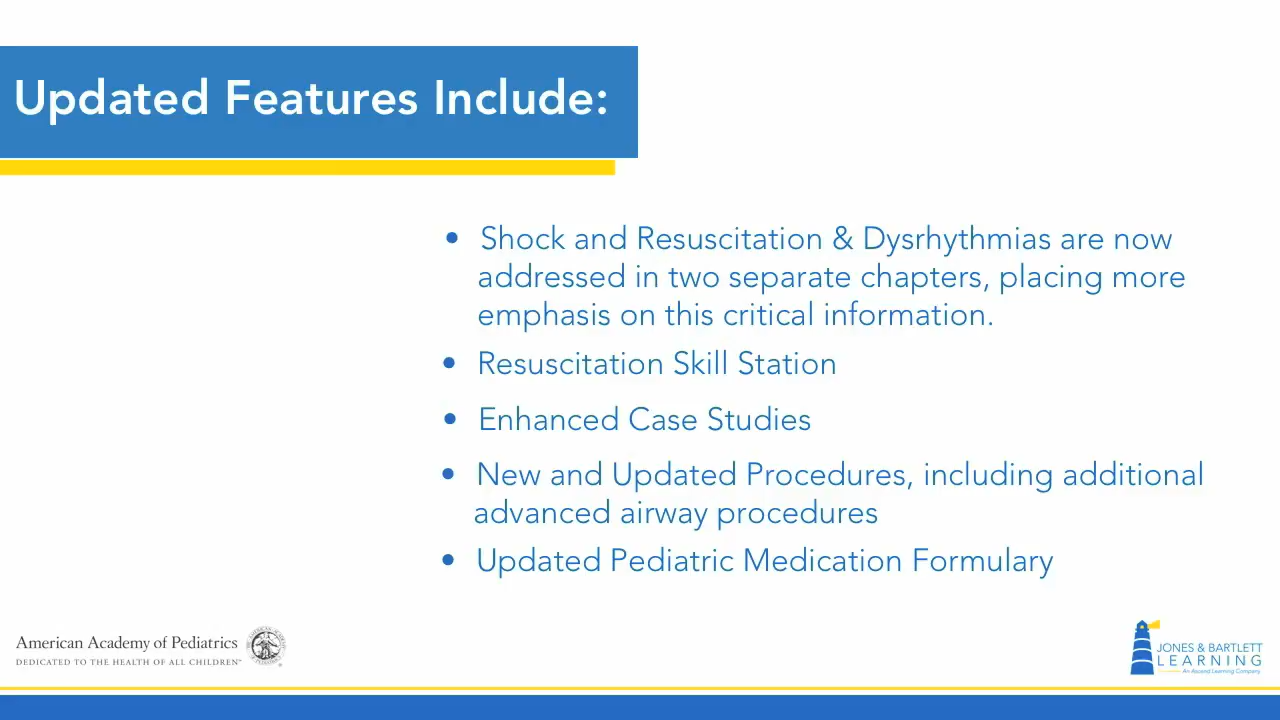 Updated Features Include:
• Shock and Resuscitation & Dysrhythmias are now
addressed in two separate chapters, placing more
emphasis on this critical information.
• Resuscitation Skill Station
• Enhanced Case Studies
• New and Updated Procedures, including additional
advanced airway procedures
• Updated Pediatric Medication Formulary
American Academy of Pediatrics
DEDICATED TO THE HEALTH OF ALL CHILDREN™
JONES & BARTLETT
LEARNING
An Ascend Learning Company